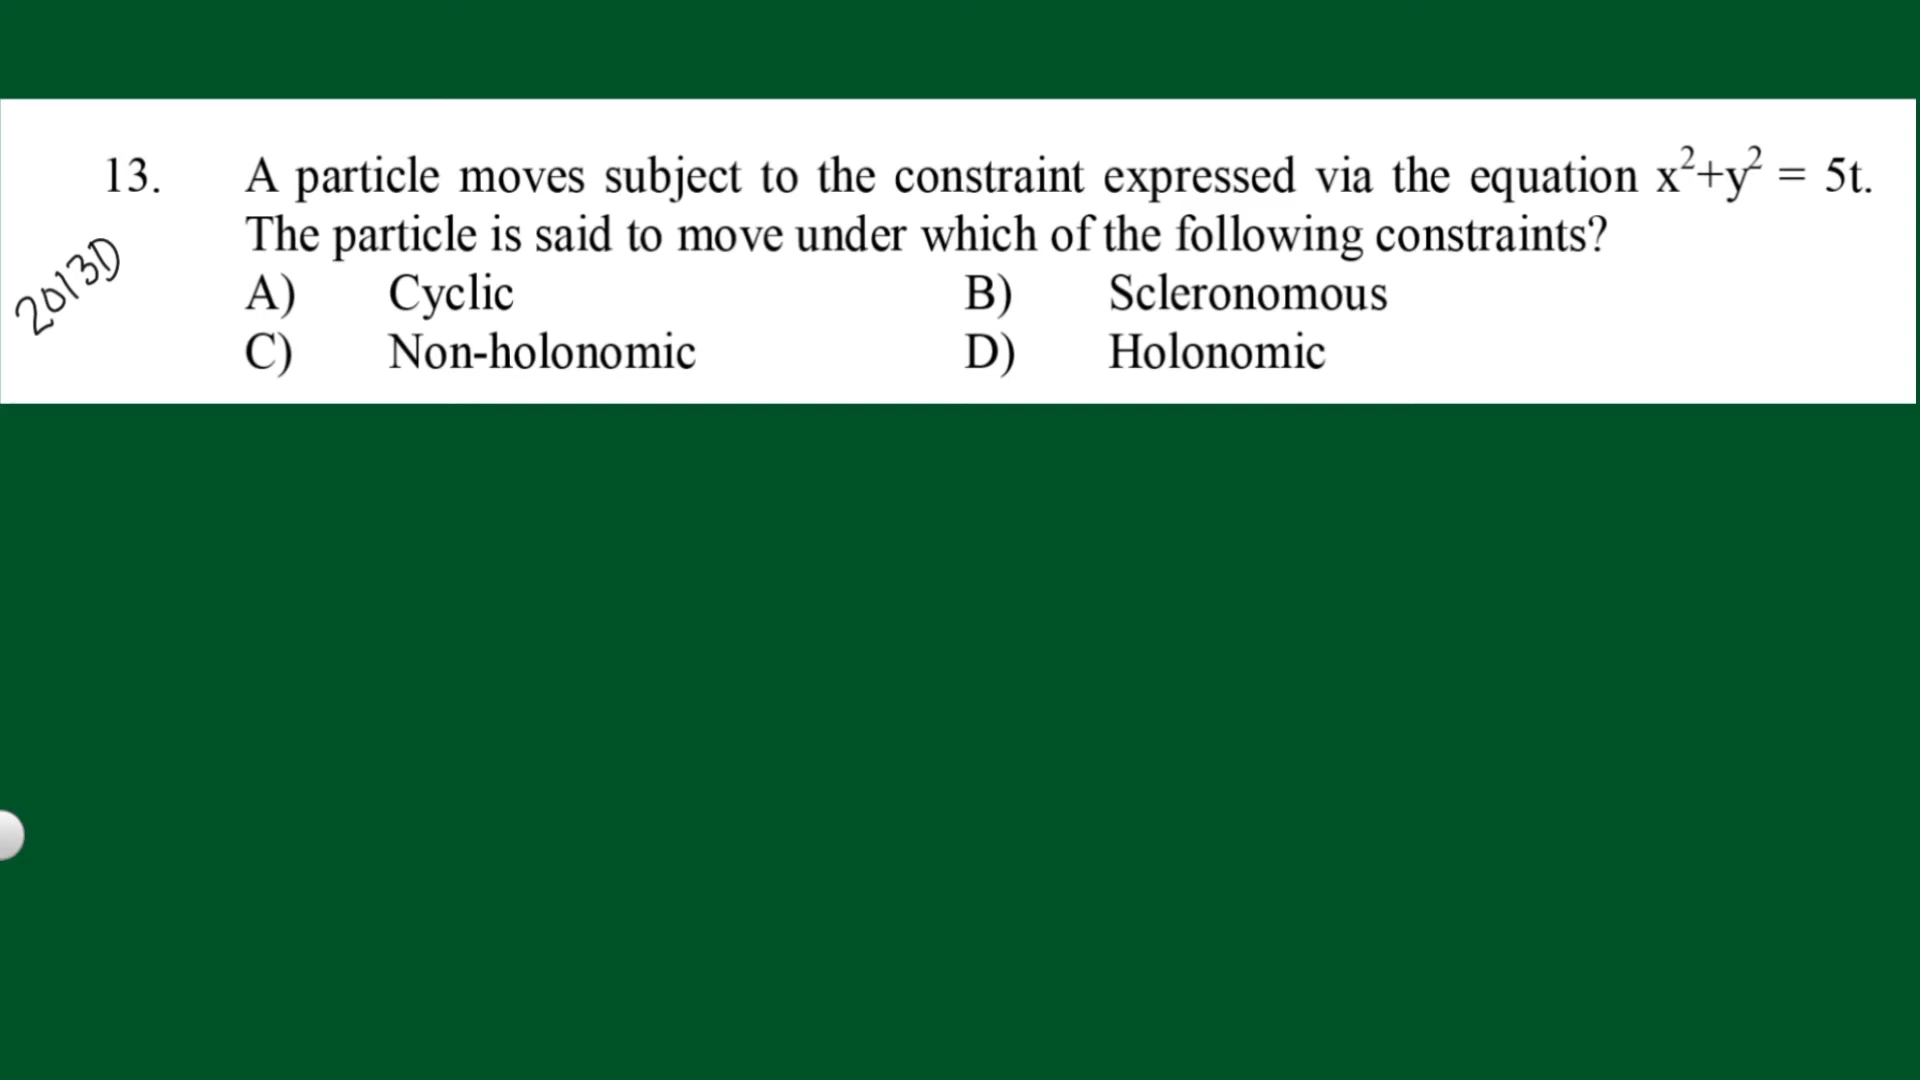 13. A particle moves subject to the constraint expressed via the equation x²+y² = 5t.
The particle is said to move under which of the following constraints?
2013D
A) Cyclic B) Scleronomous
C) Non-holonomic D) Holonomic